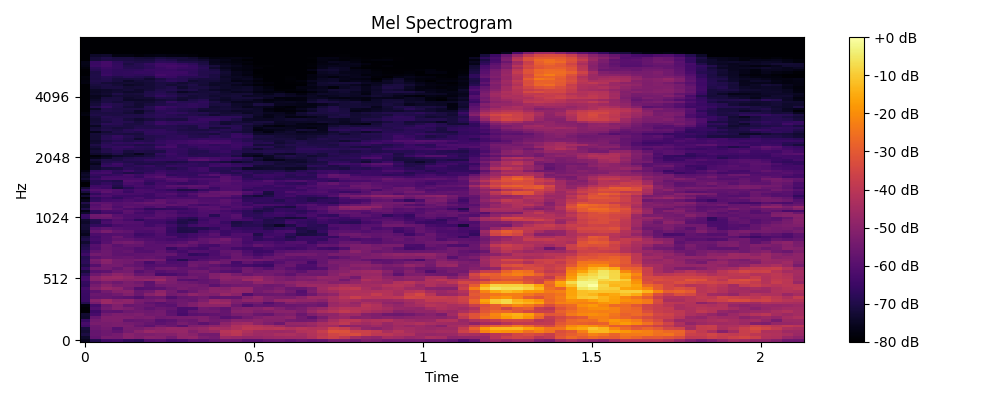 Mel Spectrogram
+0 dB
-10 dB
-20 dB
-30 dB
-40 dB
-50 dB
-60 dB
-70 dB
-80 dB
4096
2048
1024
512
0
Hz
0
0.5
1
1.5
2
Time